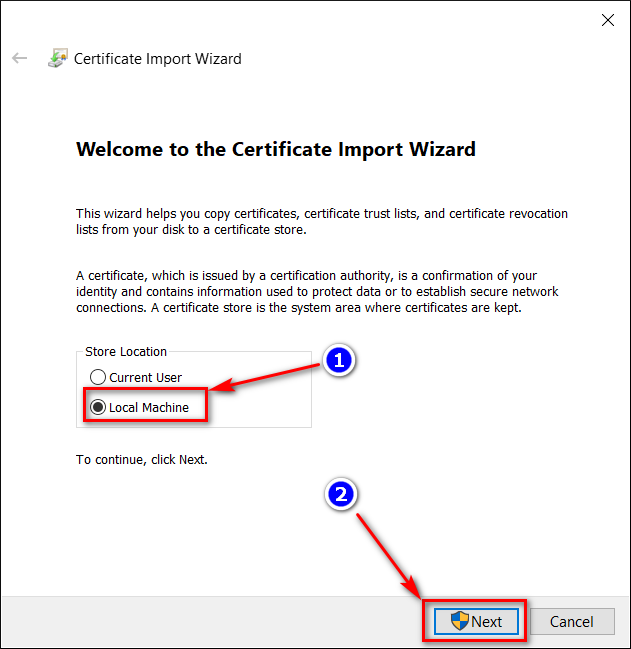 Certificate Import Wizard
Welcome to the Certificate Import Wizard
This wizard helps you copy certificates, certificate trust lists, and certificate revocation
lists from your disk to a certificate store.
A certificate, which is issued by a certification authority, is a confirmation of your
identity and contains information used to protect data or to establish secure network
connections. A certificate store is the system area where certificates are kept.
Store Location
1
Current User
Local Machine
To continue, click Next.
2
Next
Cancel